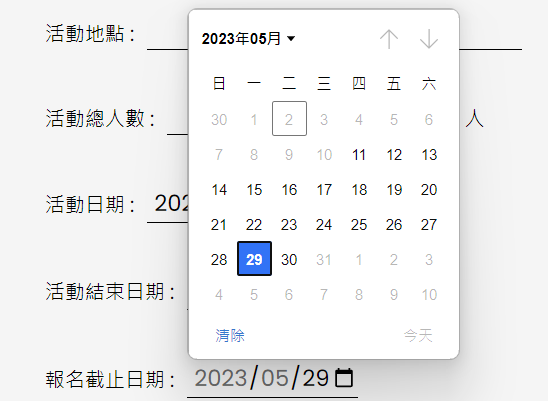 活動地點：
2023年05月
日 一 二 三 四 五 六
30 1 2 3 4 5 6
活動總人數： 人
7 8 9 10 11 12 13
14 15 16 17 18 19 20
活動日期： 202
21 22 23 24 25 26 27
28 29 30 31 1 2 3
活動結束日期：
4 5 6 7 8 9 10
清除 今天
報名截止日期： 2023/05/29